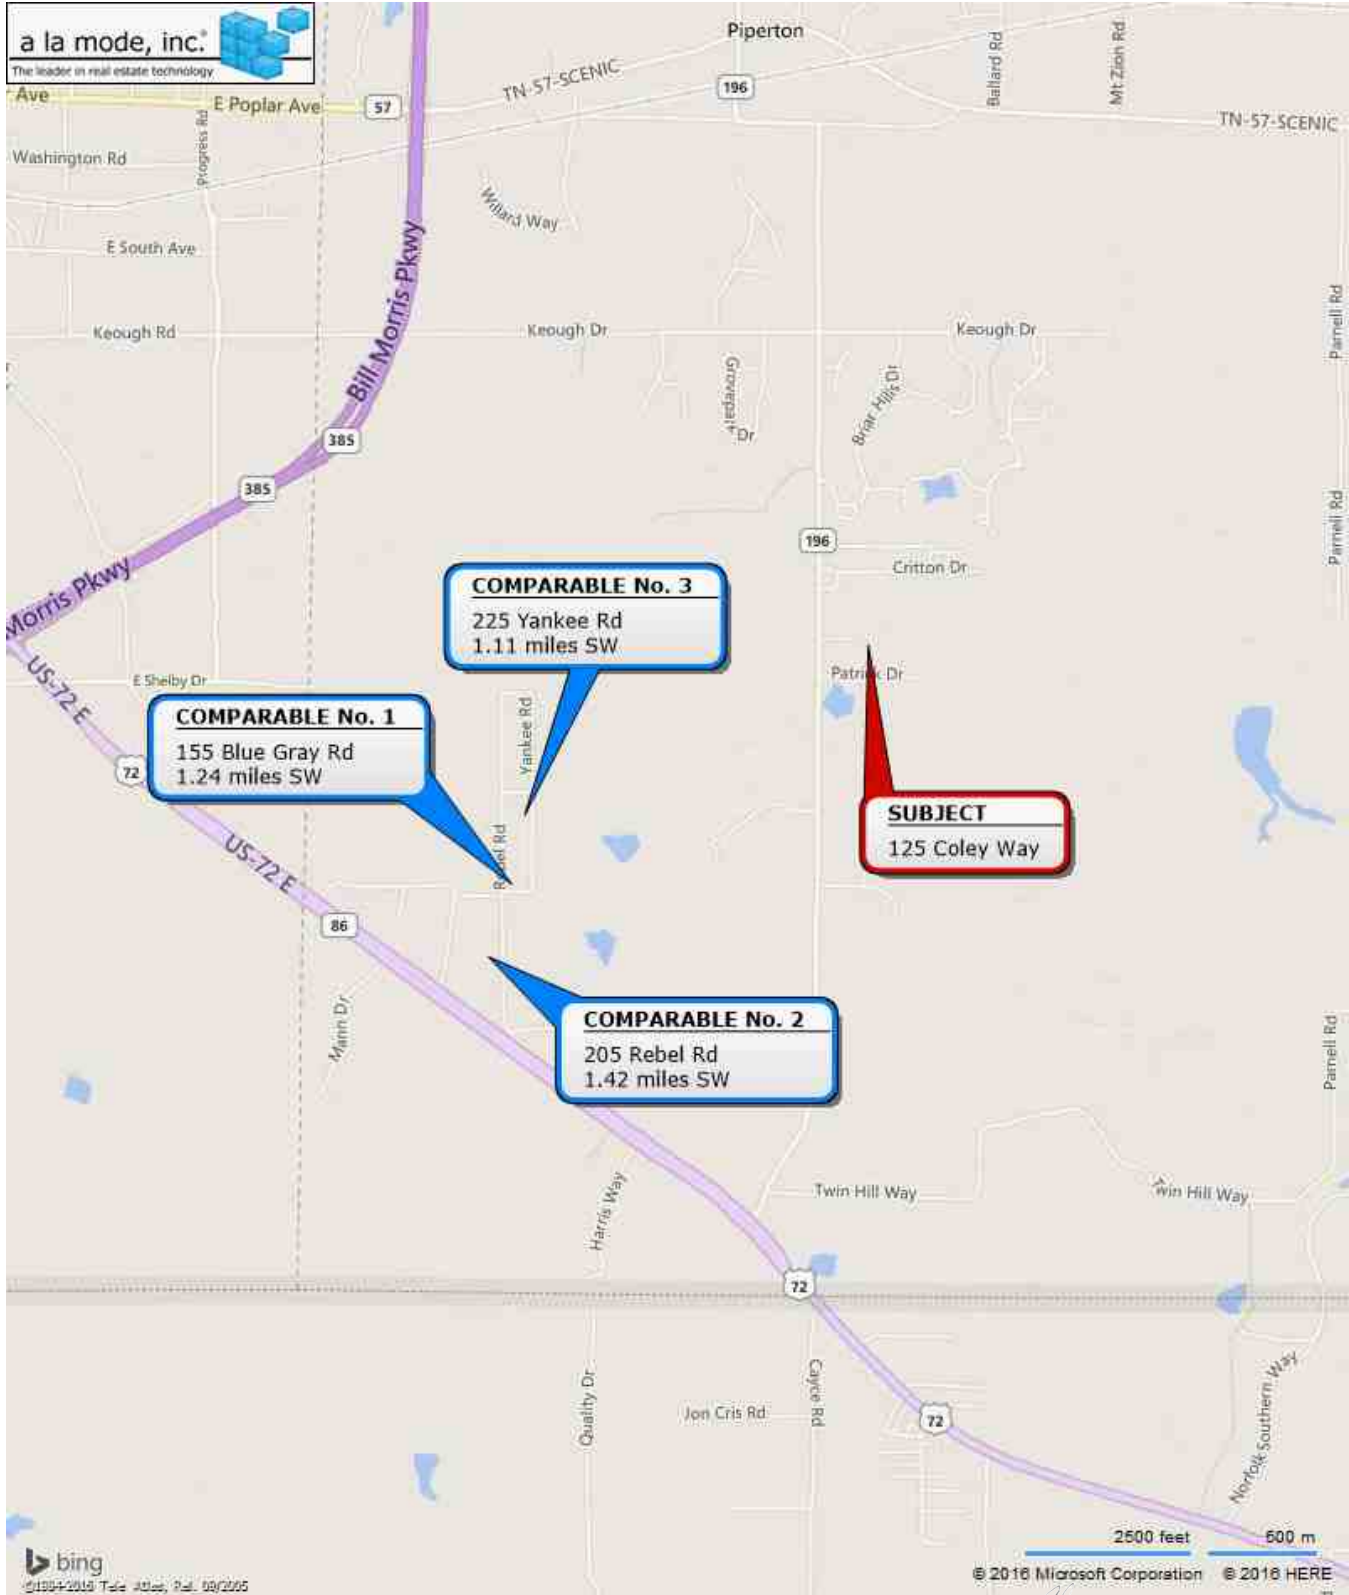 a la mode, inc.
The leader in real estate technology
Piperton
Ballard Rd
Mt Zion Rd
TN-57-SCENIC
196
Ave
E Poplar Ave
57
TN-57-SCENIC
Washington Rd
Progress Rd
Willard Way
E South Ave
Bill Morris Pkwy
Parnell Rd
Keough Rd
Keough Dr
Keough Dr
Grovepark Dr
Briar Hills Dr
385
385
Parnell Rd
196
Critton Dr
Morris Pkwy
COMPARABLE No. 3
225 Yankee Rd
1.11 miles SW
US-72 E
E Shelby Dr
Patrick Dr
COMPARABLE No. 1
155 Blue Gray Rd
1.24 miles SW
Yankee Rd
72
SUBJECT
125 Coley Way
Rebel Rd
US-72 E
86
Mann Dr
COMPARABLE No. 2
205 Rebel Rd
1.42 miles SW
Parnell Rd
Twin Hill Way
Twin Hill Way
Harris Way
72
Quality Dr
Cayce Rd
Jon Cris Rd
72
Norfolk Southern Way
2500 feet
600 m
bing
© 2016 Microsoft Corporation
© 2016 HERE
©1984-2016 Tele Atlas, Rel. 09/2005